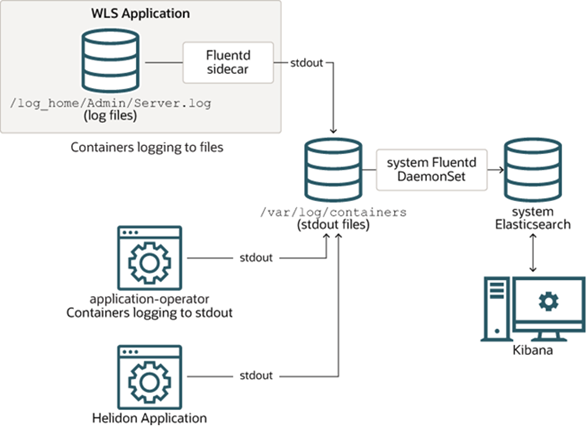 WLS Application
Fluentd
sidecar
stdout
/log_home/Admin/Server.log
(log files)
Containers logging to files
system Fluentd
DaemonSet
/var/log/containers
(stdout files)
system
Elasticsearch
stdout
application-operator
Containers logging to stdout
Kibana
stdout
Helidon Application